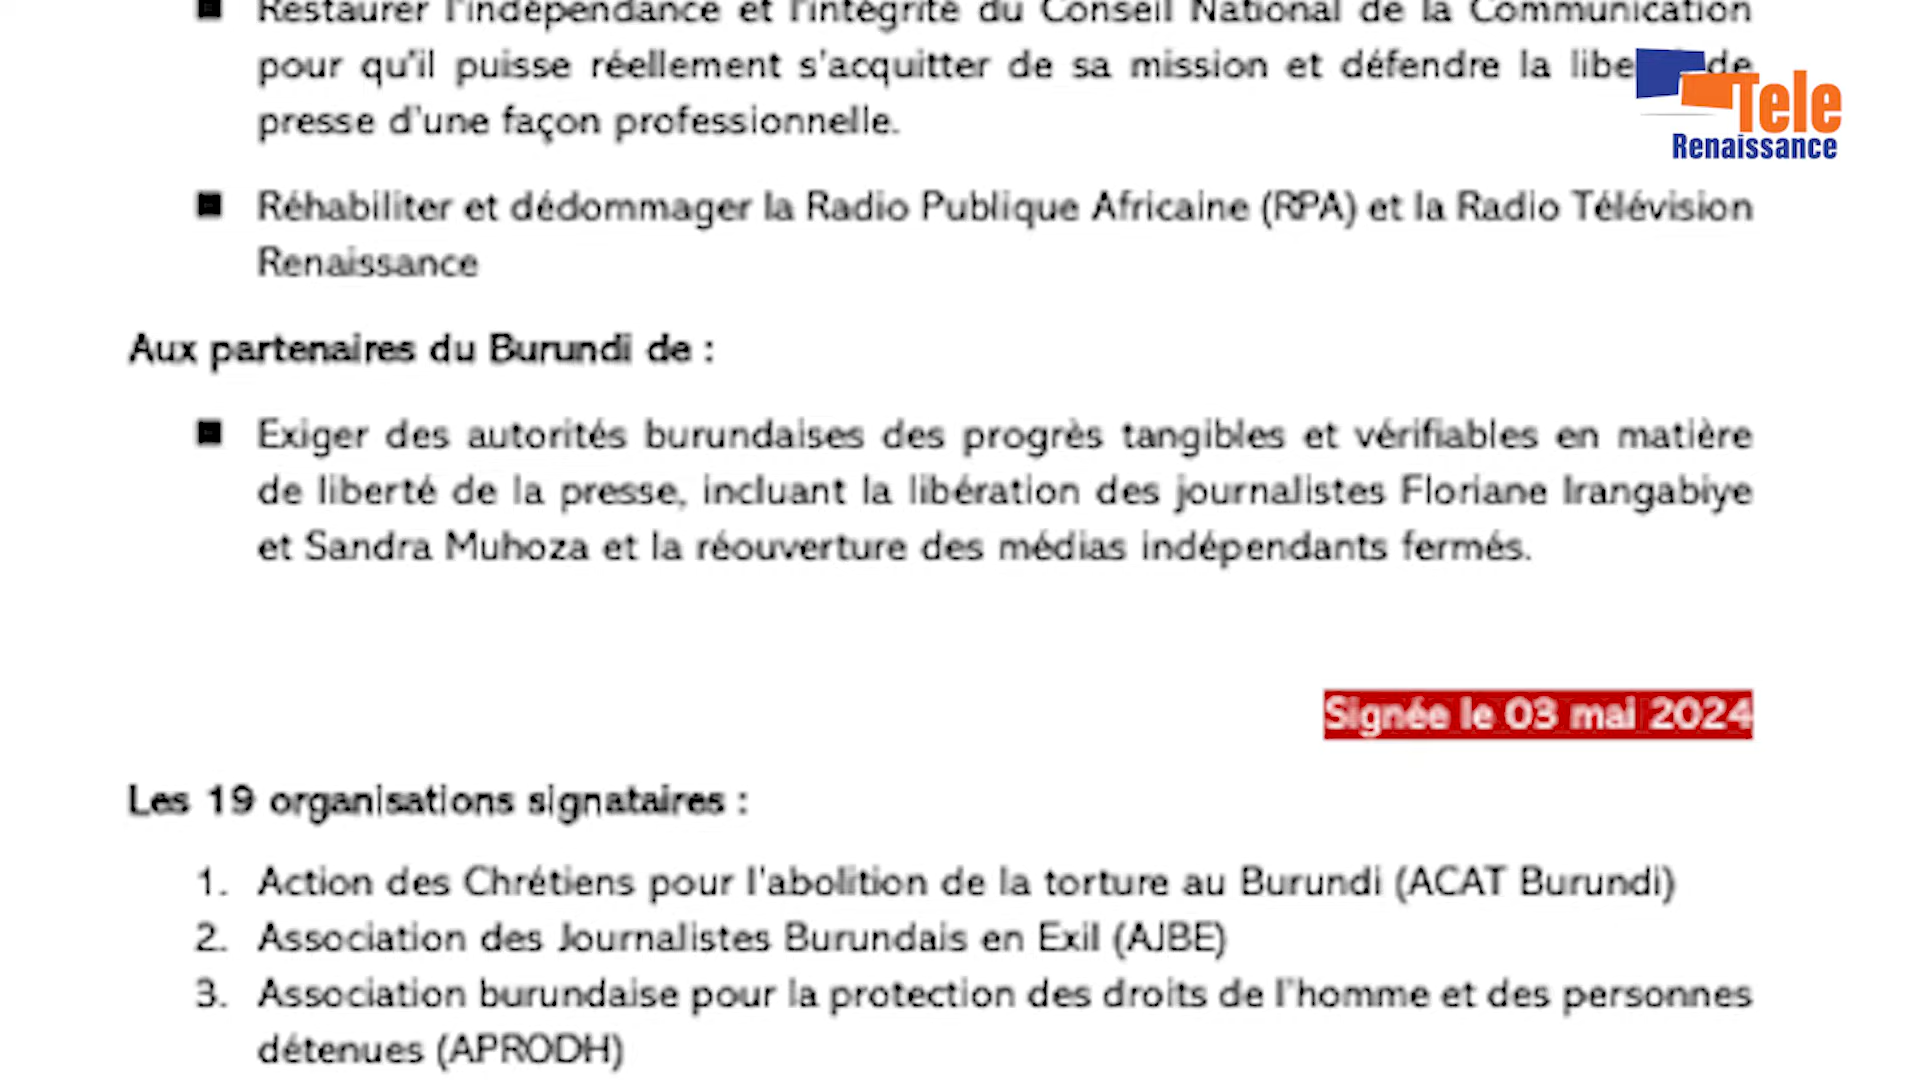 Restaurer l'indépendance et l'intégrité du Conseil National de la Communication
pour qu'il puisse réellement s'acquitter de sa mission et défendre la de
presse d'une façon professionnelle.
Tele
Renaissance
■ Réhabiliter et dédommager la Radio Publique Africaine (RPA) et la Radio Télévision
Renaissance
Aux partenaires du Burundi de :
■ Exiger des autorités burundaises des progrès tangibles et vérifiables en matière
de liberté de la presse, incluant la libération des journalistes Floriane Irangabiye
et Sandra Muhoza et la réouverture des médias indépendants fermés.
Signée le 03 mai 2024
Les 19 organisations signataires :
1. Action des Chrétiens pour l'abolition de la torture au Burundi (ACAT Burundi)
2. Association des Journalistes Burundais en Exil (AJBE)
3. Association burundaise pour la protection des droits de l'homme et des personnes
détenues (APRODH)